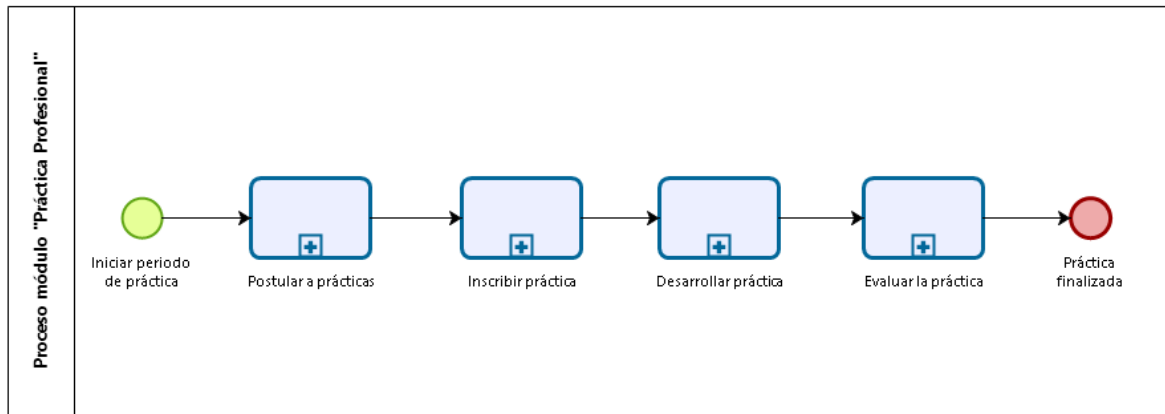 Proceso módulo "Práctica Profesional"
Iniciar periodo
de práctica
Postular a prácticas
Inscribir práctica
Desarrollar práctica
Evaluar la práctica
Práctica
finalizada